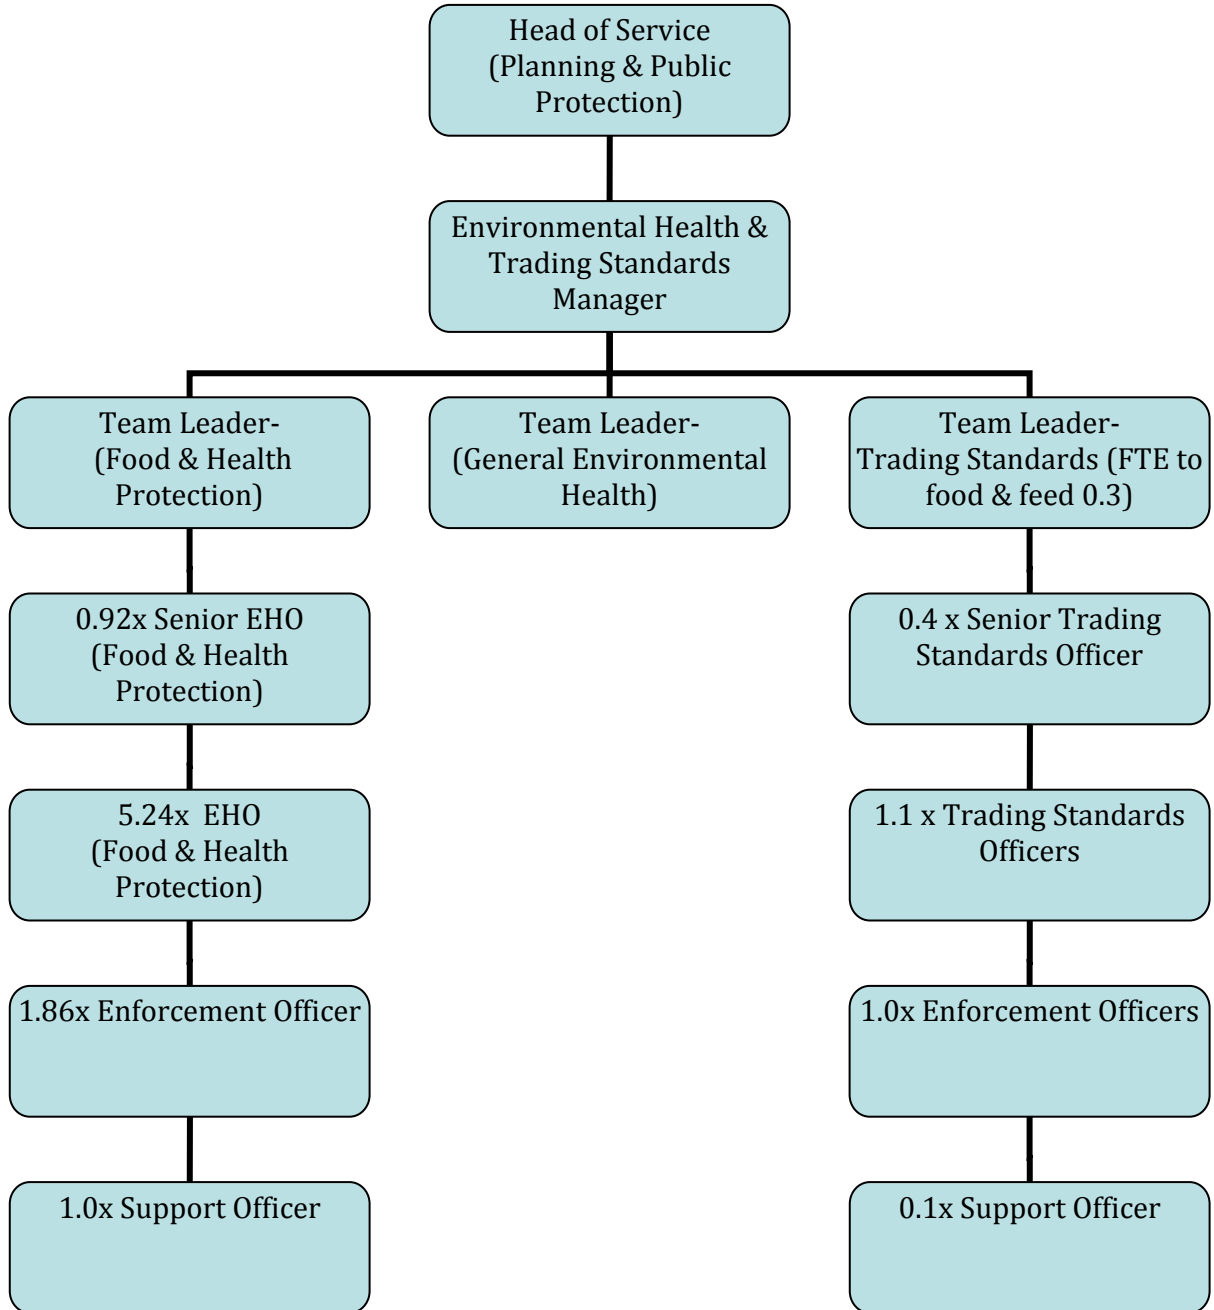 Head of Service
(Planning & Public
Protection)
Environmental Health &
Trading Standards
Manager
Team Leader-
(Food & Health
Protection)
Team Leader-
(General Environmental
Health)
Team Leader-
Trading Standards (FTE to
food & feed 0.3)
0.92x Senior EHO
(Food & Health
Protection)
0.4 x Senior Trading
Standards Officer
5.24x  EHO
(Food & Health
Protection)
1.1 x Trading Standards
Officers
1.86x Enforcement Officer
1.0x Enforcement Officers
1.0x Support Officer
0.1x Support Officer